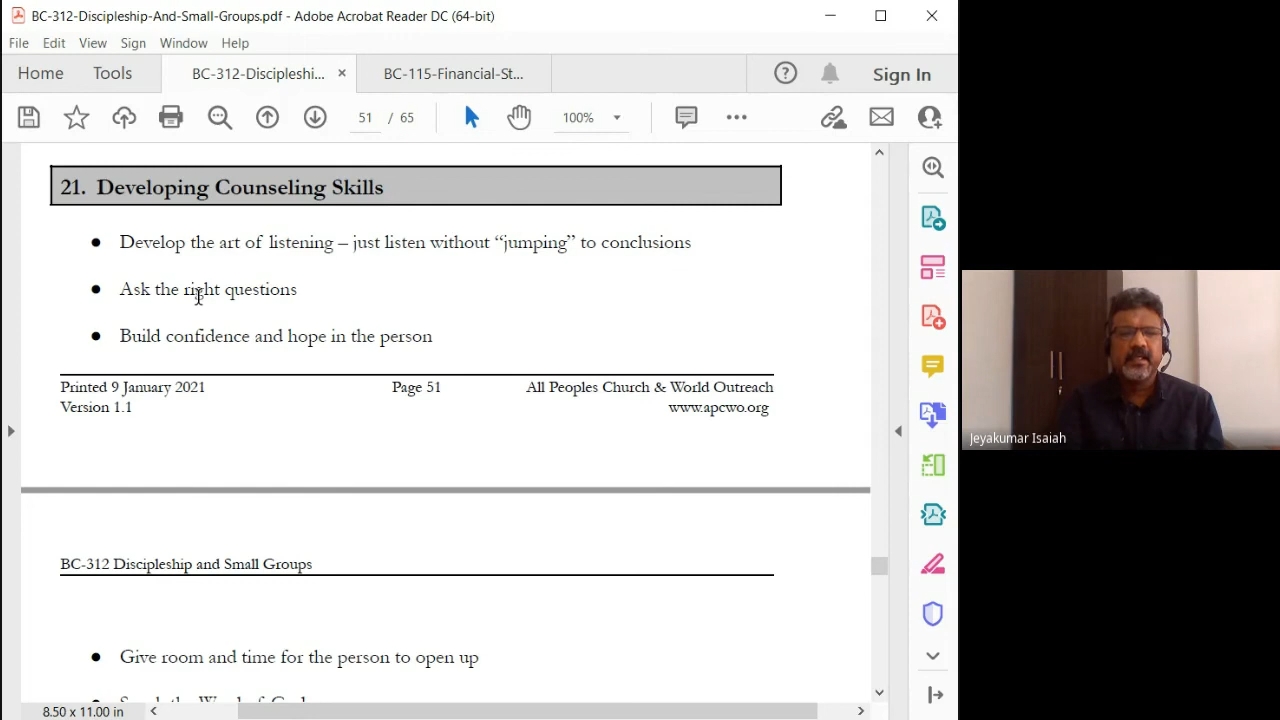 BC-312-Discipleship-And-Small-Groups.pdf - Adobe Acrobat Reader DC (64-bit)
File Edit View Sign Window Help
Home Tools BC-312-Discipleshi... × BC-115-Financial-St... Sign In
51 / 65 100%
21. Developing Counseling Skills
● Develop the art of listening – just listen without “jumping” to conclusions
● Ask the right questions
● Build confidence and hope in the person
Printed 9 January 2021 Page 51 All Peoples Church & World Outreach
Version 1.1 www.apcwo.org
Jeyakumar Isaiah
BC-312 Discipleship and Small Groups
● Give room and time for the person to open up
8.50 x 11.00 in